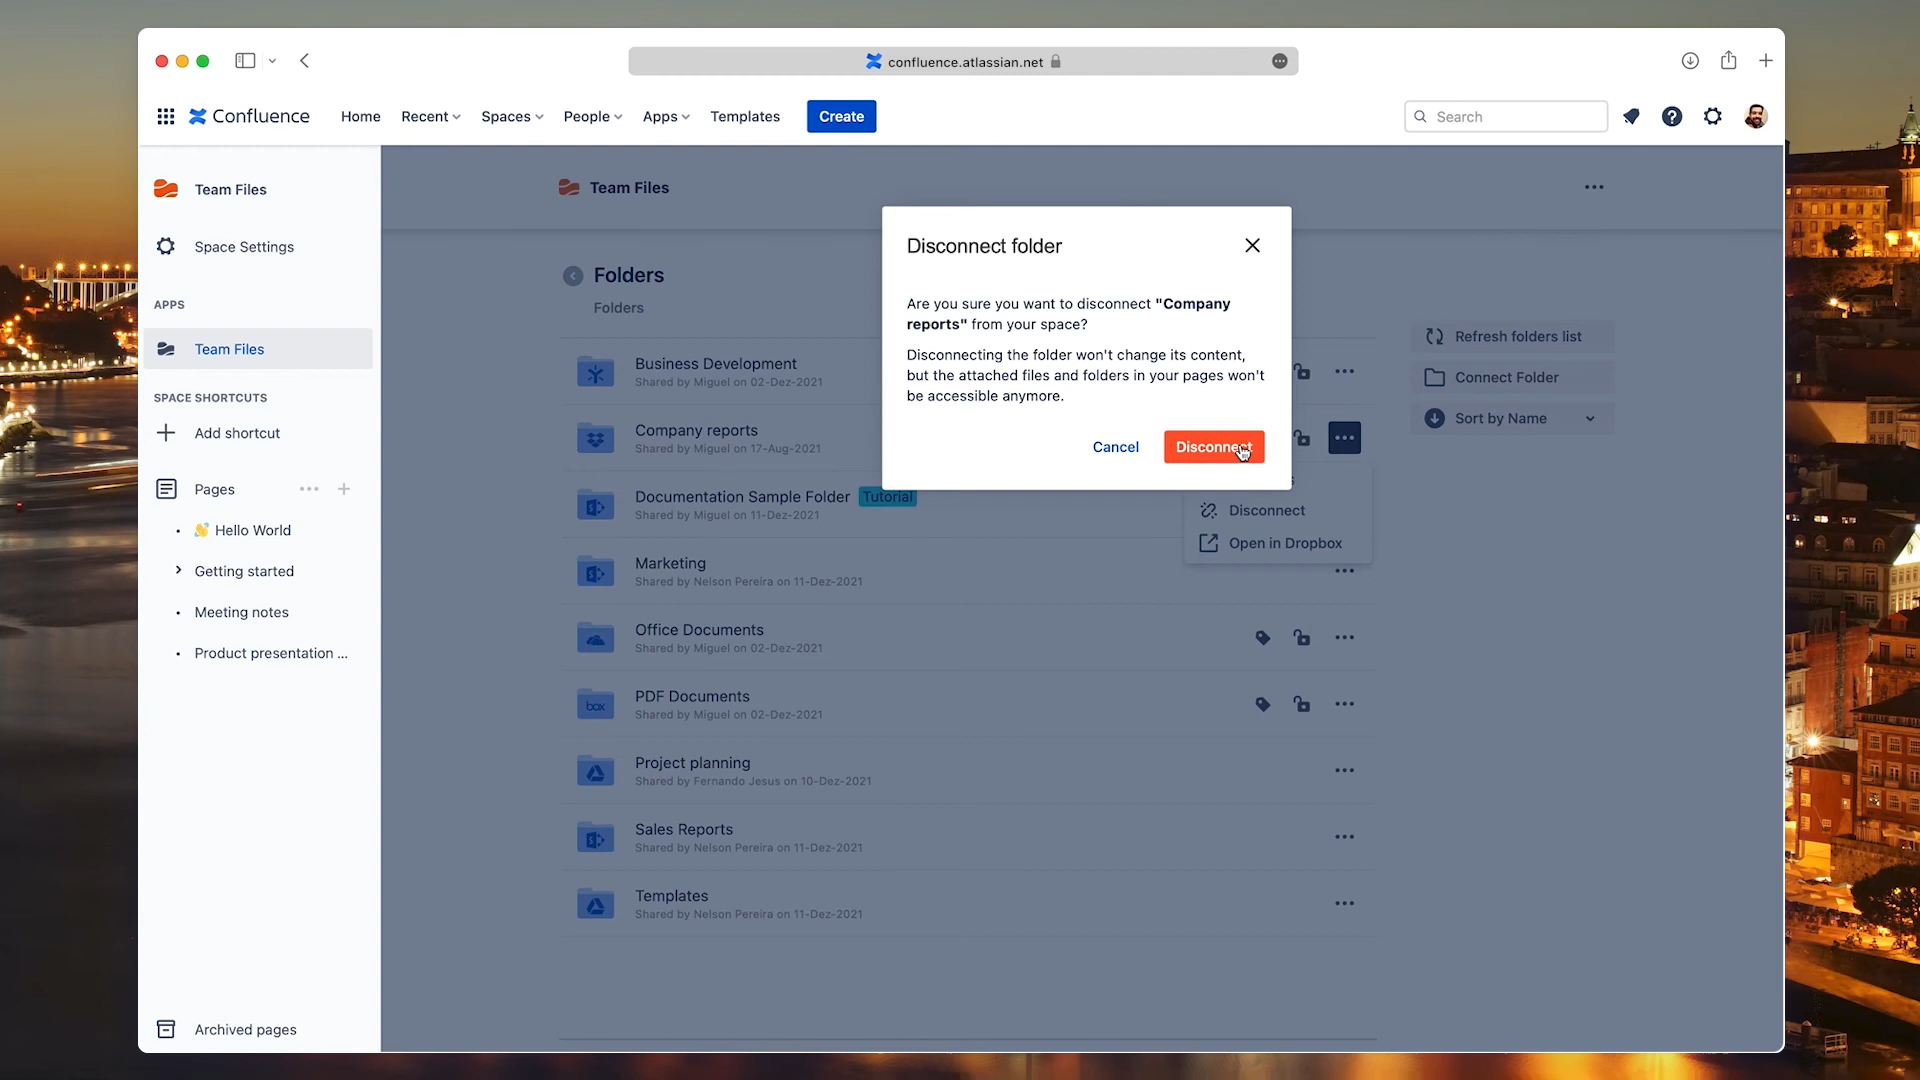 confluence.atlassian.net
Confluence
Home
Recent
Spaces
People
Apps
Templates
Create
Search
Team Files
Space Settings
APPS
Team Files
SPACE SHORTCUTS
Add shortcut
Pages
👋 Hello World
Getting started
Meeting notes
Product presentation ...
Archived pages
Team Files
Folders
Folders
Business Development
Shared by Miguel on 02-Dez-2021
Company reports
Shared by Miguel on 17-Aug-2021
Documentation Sample Folder Tutorial
Shared by Miguel on 11-Dez-2021
Marketing
Shared by Nelson Pereira on 11-Dez-2021
Office Documents
Shared by Miguel on 02-Dez-2021
box
PDF Documents
Shared by Miguel on 02-Dez-2021
Project planning
Shared by Fernando Jesus on 10-Dez-2021
Sales Reports
Shared by Nelson Pereira on 11-Dez-2021
Templates
Shared by Nelson Pereira on 11-Dez-2021
Disconnect folder
Are you sure you want to disconnect "Company
reports" from your space?
Disconnecting the folder won't change its content,
but the attached files and folders in your pages won't
be accessible anymore.
Cancel
Disconnect
Disconnect
Open in Dropbox
Refresh folders list
Connect Folder
Sort by Name